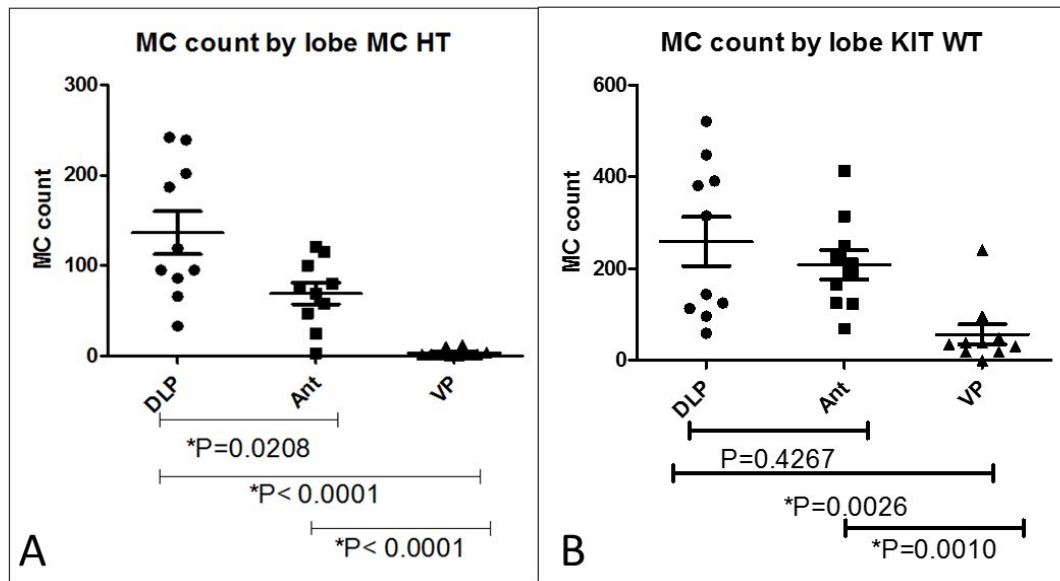 MC count by lobe MC HT
300
200
100
0
MC count
DLP
Ant
VP
*P=0.0208
*P< 0.0001
*P< 0.0001
A
MC count by lobe KIT WT
600
400
200
0
MC count
DLP
Ant
VP
P=0.4267
*P=0.0026
*P=0.0010
B